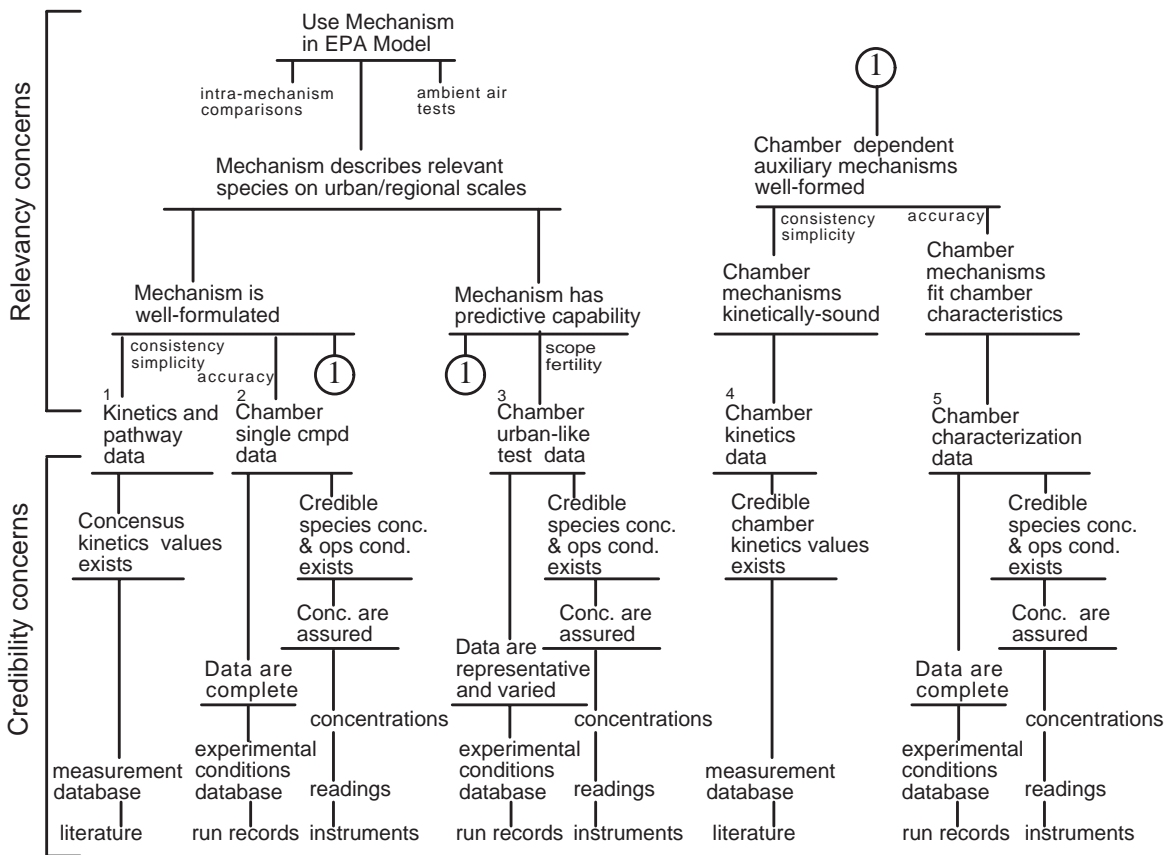 Relevancy concerns
Use Mechanism
in EPA Model
intra-mechanism
comparisons
ambient air
tests
Mechanism describes relevant
species on urban/regional scales
Mechanism is
well-formulated
consistency
simplicity
accuracy
1
Mechanism has
predictive capability
1
scope
fertility
1
Chamber dependent
auxiliary mechanisms
well-formed
consistency
simplicity
accuracy
Chamber
mechanisms
kinetically-sound
Chamber
mechanisms
fit chamber
characteristics
Credibility concerns
1
Kinetics and
pathway
data
Concensus
kinetics values
exists
measurement
database
literature
2
Chamber
single cmpd
data
Data are
complete
experimental
conditions
database
run records
Credible
species conc.
& ops cond.
exists
Conc. are
assured
concentrations
readings
instruments
3
Chamber
urban-like
test data
Data are
representative
and varied
experimental
conditions
database
run records
Credible
species conc.
& ops cond.
exists
Conc. are
assured
concentrations
readings
instruments
4
Chamber
kinetics
data
Credible
chamber
kinetics values
exists
measurement
database
literature
5
Chamber
characterization
data
Data are
complete
experimental
conditions
database
run records
Credible
species conc.
& ops cond.
exists
Conc. are
assured
concentrations
readings
instruments